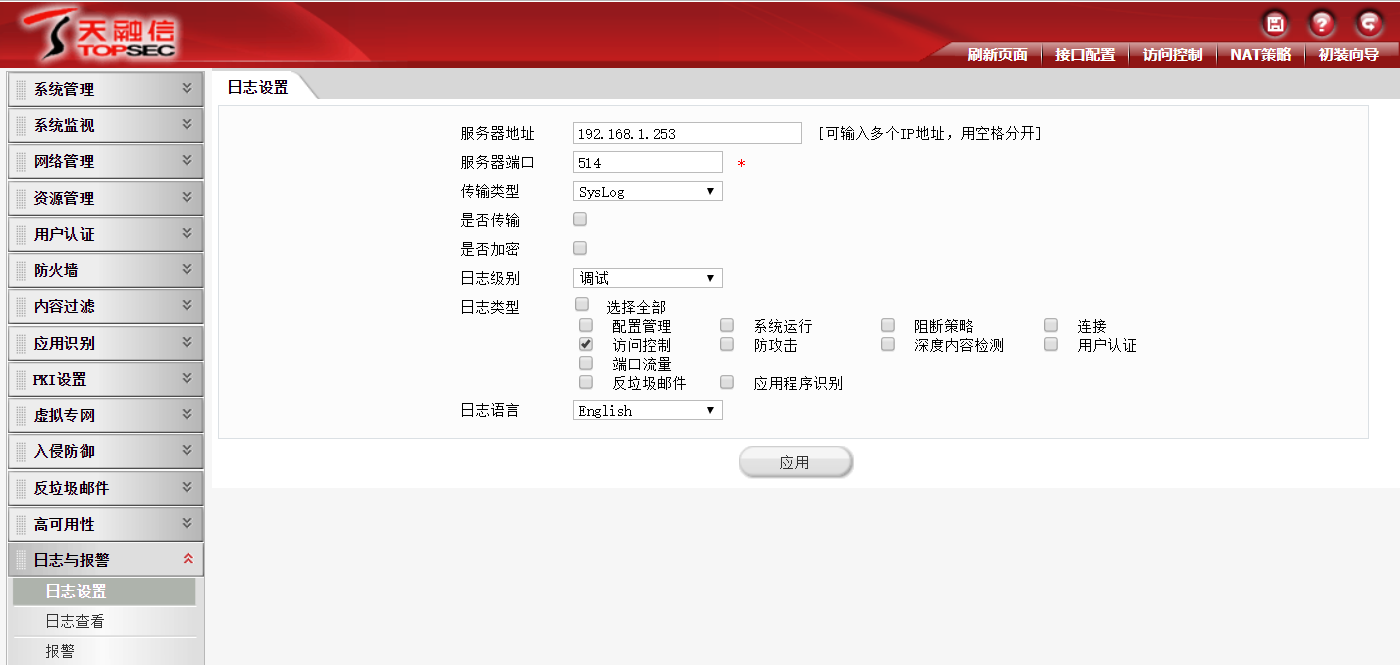 天融信
TOPSEC
刷新页面 接口配置 访问控制 NAT策略 初装向导
系统管理
系统监视
网络管理
资源管理
用户认证
防火墙
内容过滤
应用识别
PKI设置
虚拟专网
入侵防御
反垃圾邮件
高可用性
日志与报警
日志设置
日志查看
报警
日志设置
服务器地址 192.168.1.253 [可输入多个IP地址，用空格分开]
服务器端口 514 *
传输类型 SysLog
是否传输
是否加密
日志级别 调试
日志类型 选择全部
配置管理 系统运行 阻断策略 连接
访问控制 防攻击 深度内容检测 用户认证
端口流量
反垃圾邮件 应用程序识别
日志语言 English
应用